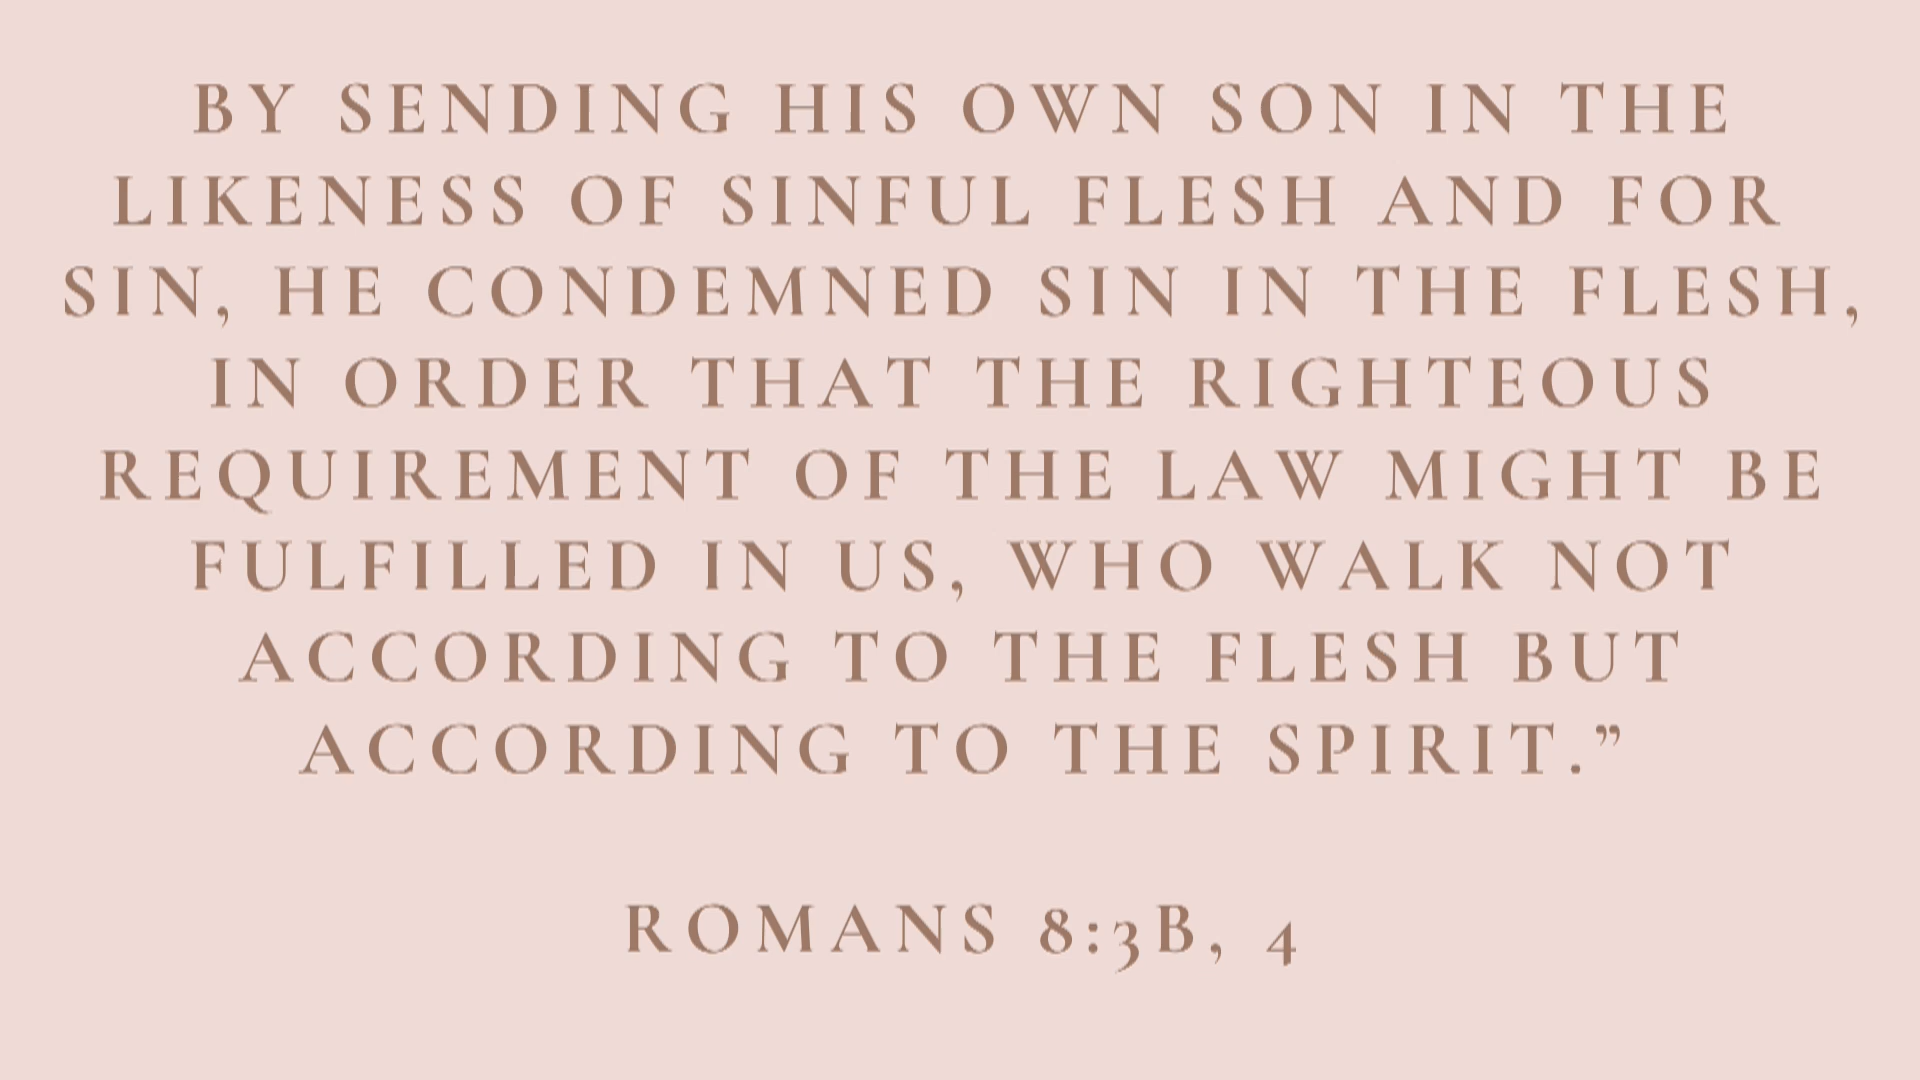 BY SENDING HIS OWN SON IN THE
LIKENESS OF SINFUL FLESH AND FOR
SIN, HE CONDEMNED SIN IN THE FLESH,
IN ORDER THAT THE RIGHTEOUS
REQUIREMENT OF THE LAW MIGHT BE
FULFILLED IN US, WHO WALK NOT
ACCORDING TO THE FLESH BUT
ACCORDING TO THE SPIRIT.”
ROMANS 8:3B, 4